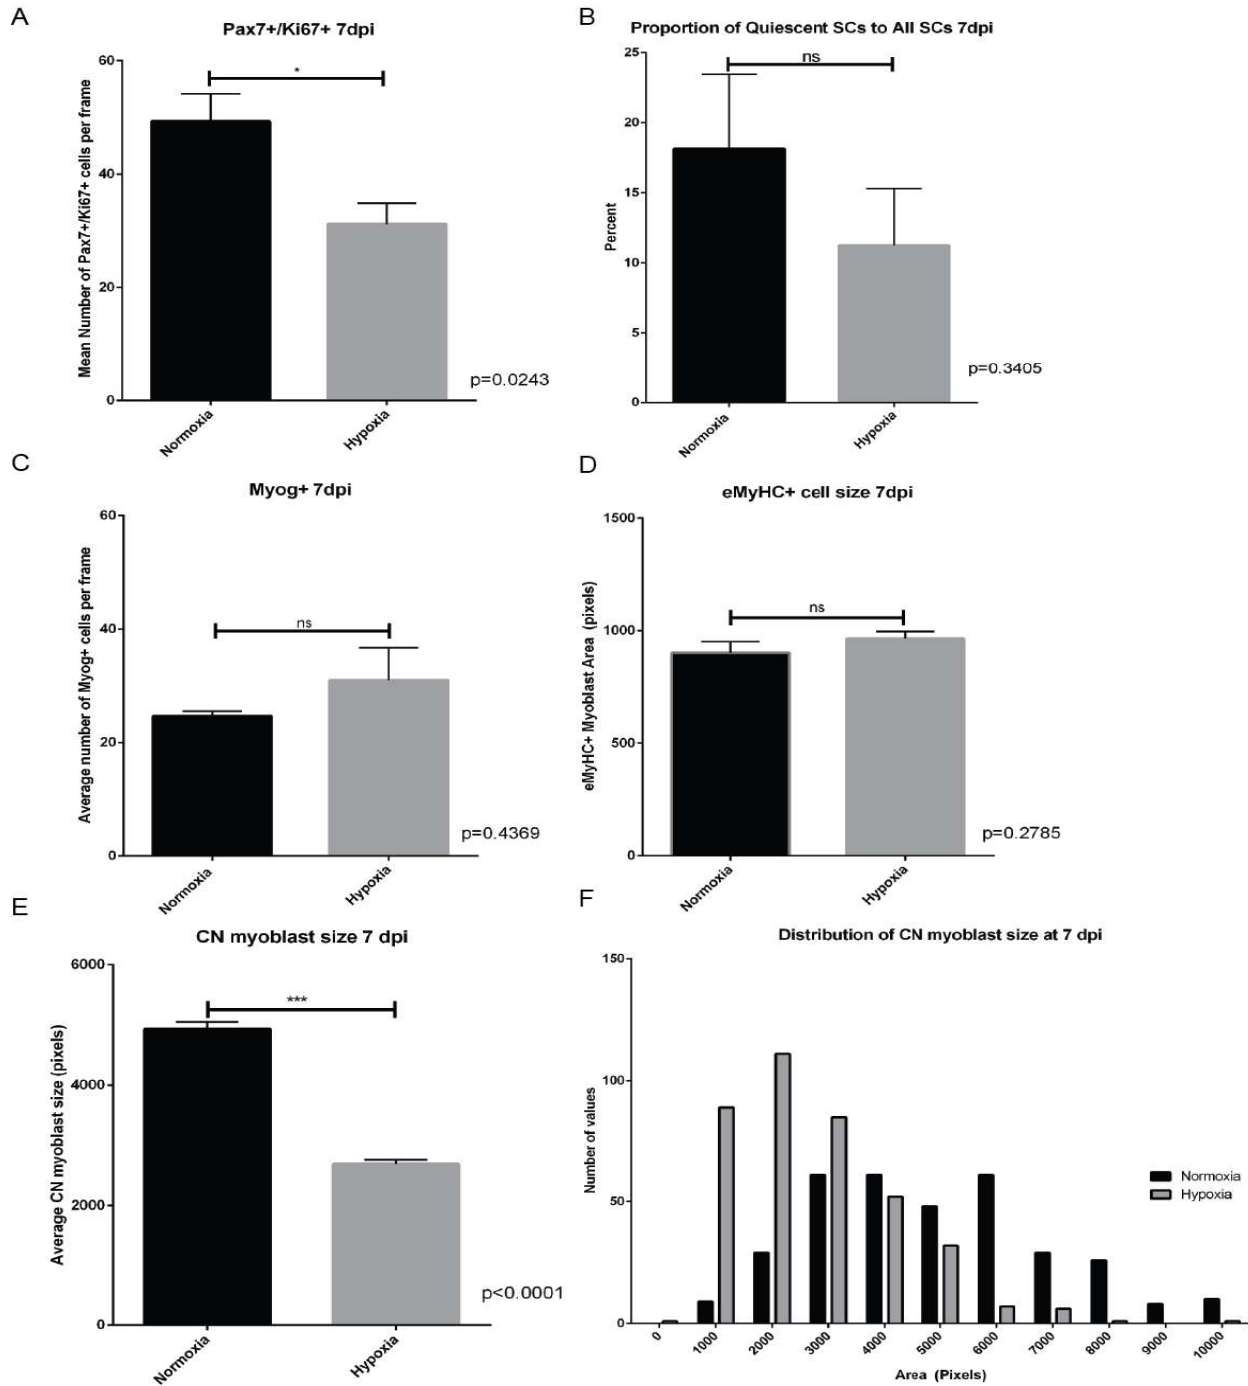 A
Pax7+/Ki67+ 7dpi
Mean Number of Pax7+/Ki67+ cells per frame
60
40
20
0
*
Normoxia
Hypoxia
p=0.0243
B
Proportion of Quiescent SCs to All SCs 7dpi
Percent
25
20
15
10
5
0
ns
Normoxia
Hypoxia
p=0.3405
C
Myog+ 7dpi
Average number of Myog+ cells per frame
60
40
20
0
ns
Normoxia
Hypoxia
p=0.4369
D
eMyHC+ cell size 7dpi
eMyHC+ Myoblast Area (pixels)
1500
1000
500
0
ns
Normoxia
Hypoxia
p=0.2785
E
CN myoblast size 7 dpi
Average CN myoblast size (pixels)
6000
4000
2000
0
***
Normoxia
Hypoxia
p<0.0001
F
Distribution of CN myoblast size at 7 dpi
Number of values
150
100
50
0
Normoxia
Hypoxia
0
1000
2000
3000
4000
5000
6000
7000
8000
9000
10000
Area (Pixels)